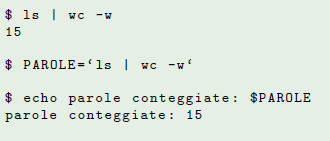 $ ls | wc -w
15
$ PAROLE=‘ls | wc -w‘
$ echo parole conteggiate: $PAROLE
parole conteggiate: 15